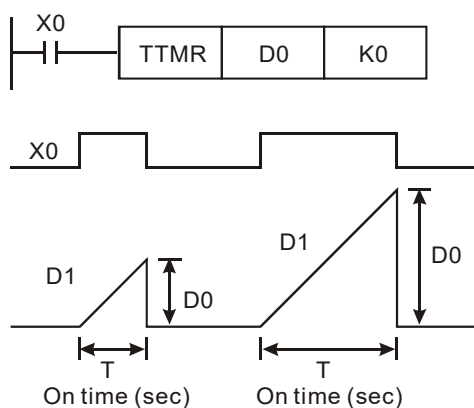 X0
TTMR D0 K0
X0
D1 D0 D1 D0
T T
On time (sec) On time (sec)